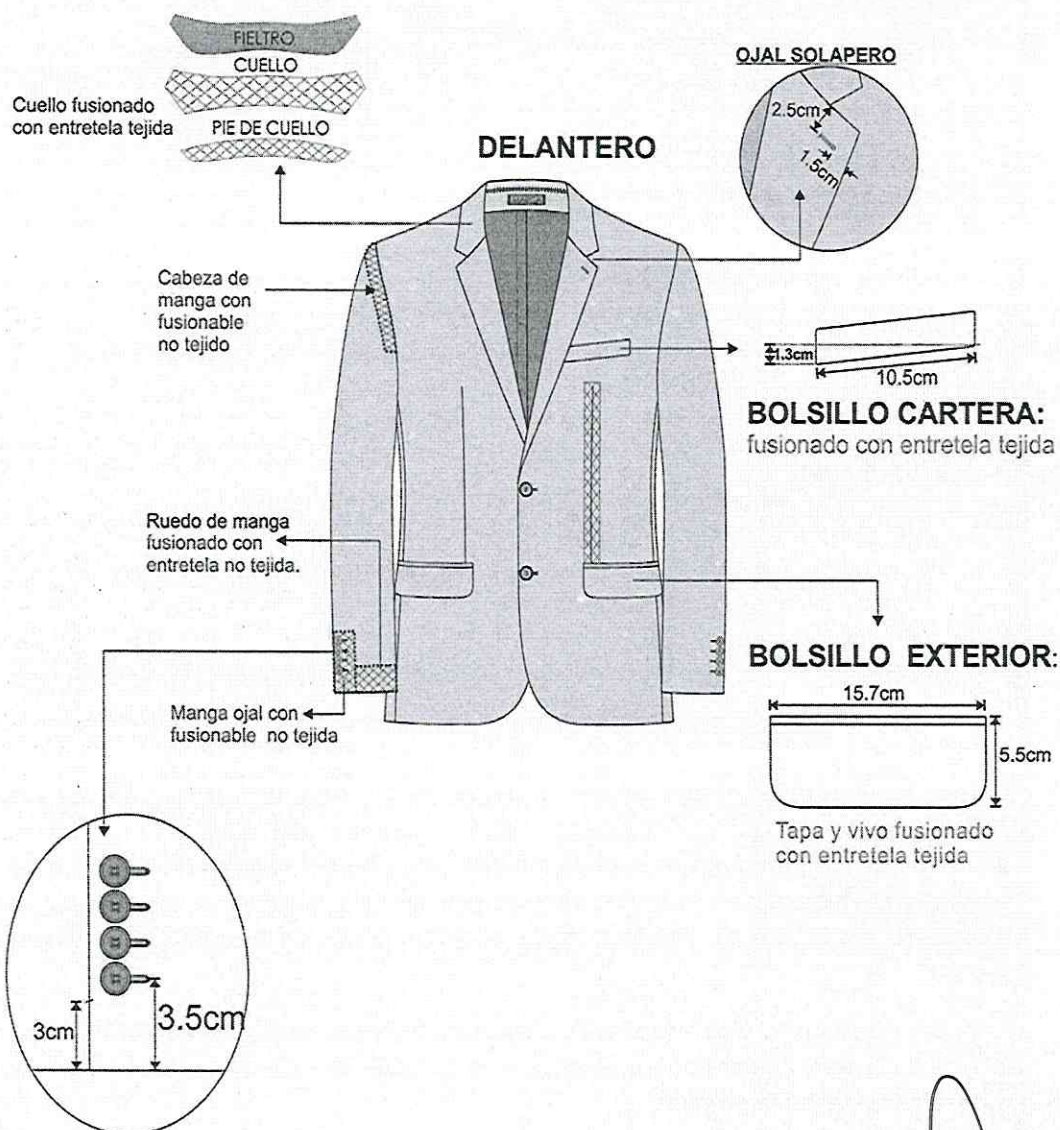 FIELTRO
CUELLO
Cuello fusionado
con entretela tejida
PIE DE CUELLO
DELANTERO
OJAL SOLAPERO
2.5cm
1.5cm
Cabeza de
manga con
fusionable
no tejido
1.3cm
10.5cm
BOLSILLO CARTERA:
fusionado con entretela tejida
Ruedo de manga
fusionado con
entretela no tejida.
Manga ojal con
fusionable no tejida
BOLSILLO EXTERIOR:
15.7cm
5.5cm
Tapa y vivo fusionado
con entretela tejida
3cm
3.5cm